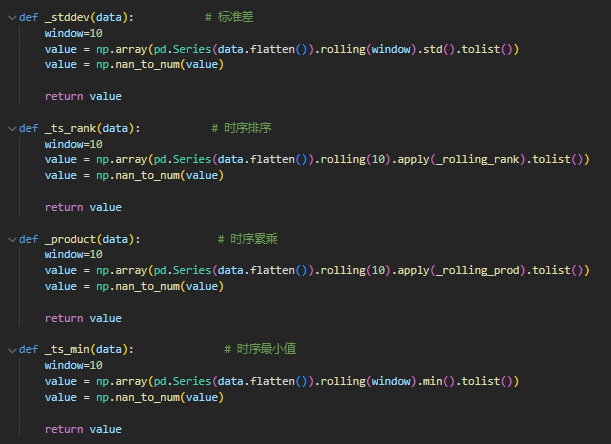 def _stddev(data):           # 标准差
    window=10
    value = np.array(pd.Series(data.flatten()).rolling(window).std().tolist())
    value = np.nan_to_num(value)

    return value

def _ts_rank(data):           # 时序排序
    window=10
    value = np.array(pd.Series(data.flatten()).rolling(10).apply(_rolling_rank).tolist())
    value = np.nan_to_num(value)

    return value

def _product(data):            # 时序累乘
    window=10
    value = np.array(pd.Series(data.flatten()).rolling(10).apply(_rolling_prod).tolist())
    value = np.nan_to_num(value)

    return value

def _ts_min(data):             # 时序最小值
    window=10
    value = np.array(pd.Series(data.flatten()).rolling(window).min().tolist())
    value = np.nan_to_num(value)

    return value